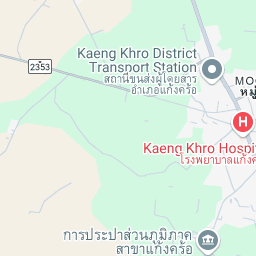 Kaeng Khro District
Transport Station
สถานีขนส่งผู้โดยสาร
อำเภอแก้งคร้อ
2353
หมู่
H
Kaeng Khro Hospit
โรงพยาบาลแก้งค
การประปาส่วนภูมิภาค
สาขาแก้งคร้อ